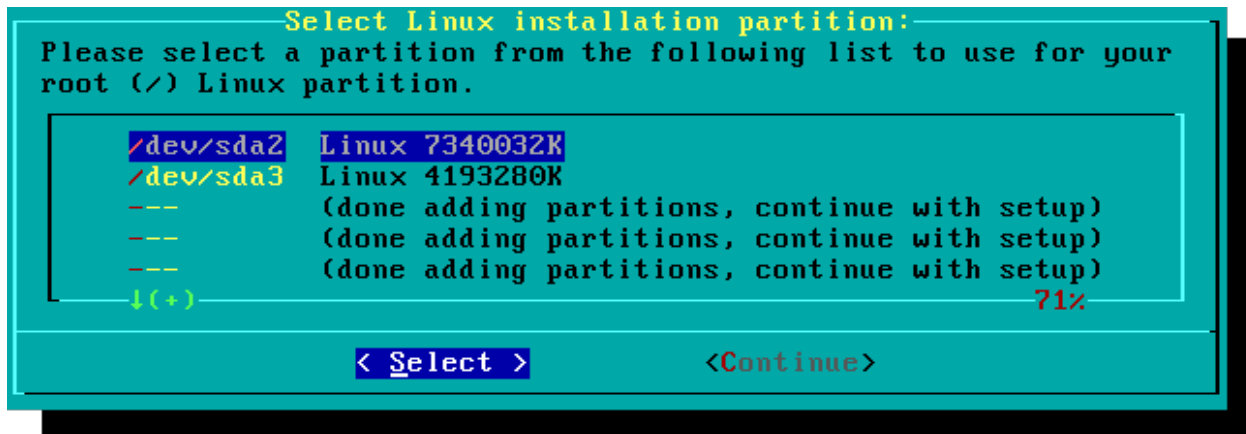 Select Linux installation partition:
Please select a partition from the following list to use for your
root (/) Linux partition.
/dev/sda2 Linux 7340032K
/dev/sda3 Linux 4193280K
--- (done adding partitions, continue with setup)
--- (done adding partitions, continue with setup)
--- (done adding partitions, continue with setup)
↓(+) 71%
< Select > <Continue>